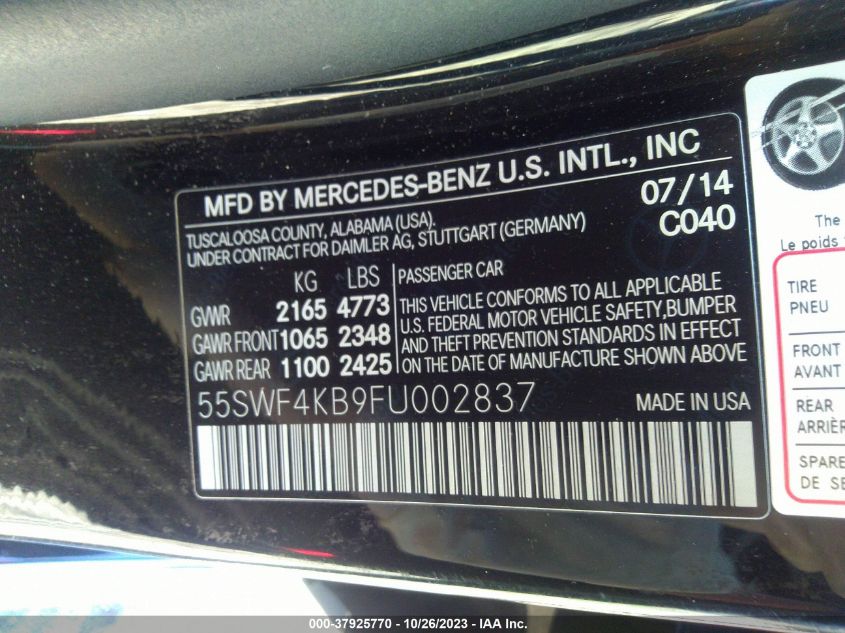 MFD BY MERCEDES-BENZ U.S. INTL., INC
TUSCALOOSA COUNTY, ALABAMA (USA). 07/14
UNDER CONTRACT FOR DAIMLER AG, STUTTGART (GERMANY) C040
KG LBS PASSENGER CAR
GVWR 2165 4773 THIS VEHICLE CONFORMS TO ALL APPLICABLE
U.S. FEDERAL MOTOR VEHICLE SAFETY, BUMPER
GAWR FRONT 1065 2348 AND THEFT PREVENTION STANDARDS IN EFFECT
GAWR REAR 1100 2425 ON THE DATE OF MANUFACTURE SHOWN ABOVE
55SWF4KB9FU002837 MADE IN USA
The
Le poids
TIRE
PNEU
FRONT
AVANT
REAR
ARRIÈR
SPARE
DE SE
000-37925770 - 10/26/2023 - IAA Inc.